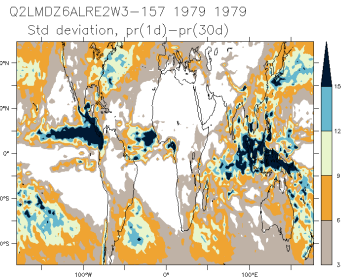 Q2LMDZ6ALRE2W3-157 1979 1979
Std deviation, pr(1d)-pr(30d)
15
12
9
6
3
0°
100°W
0°
100°E